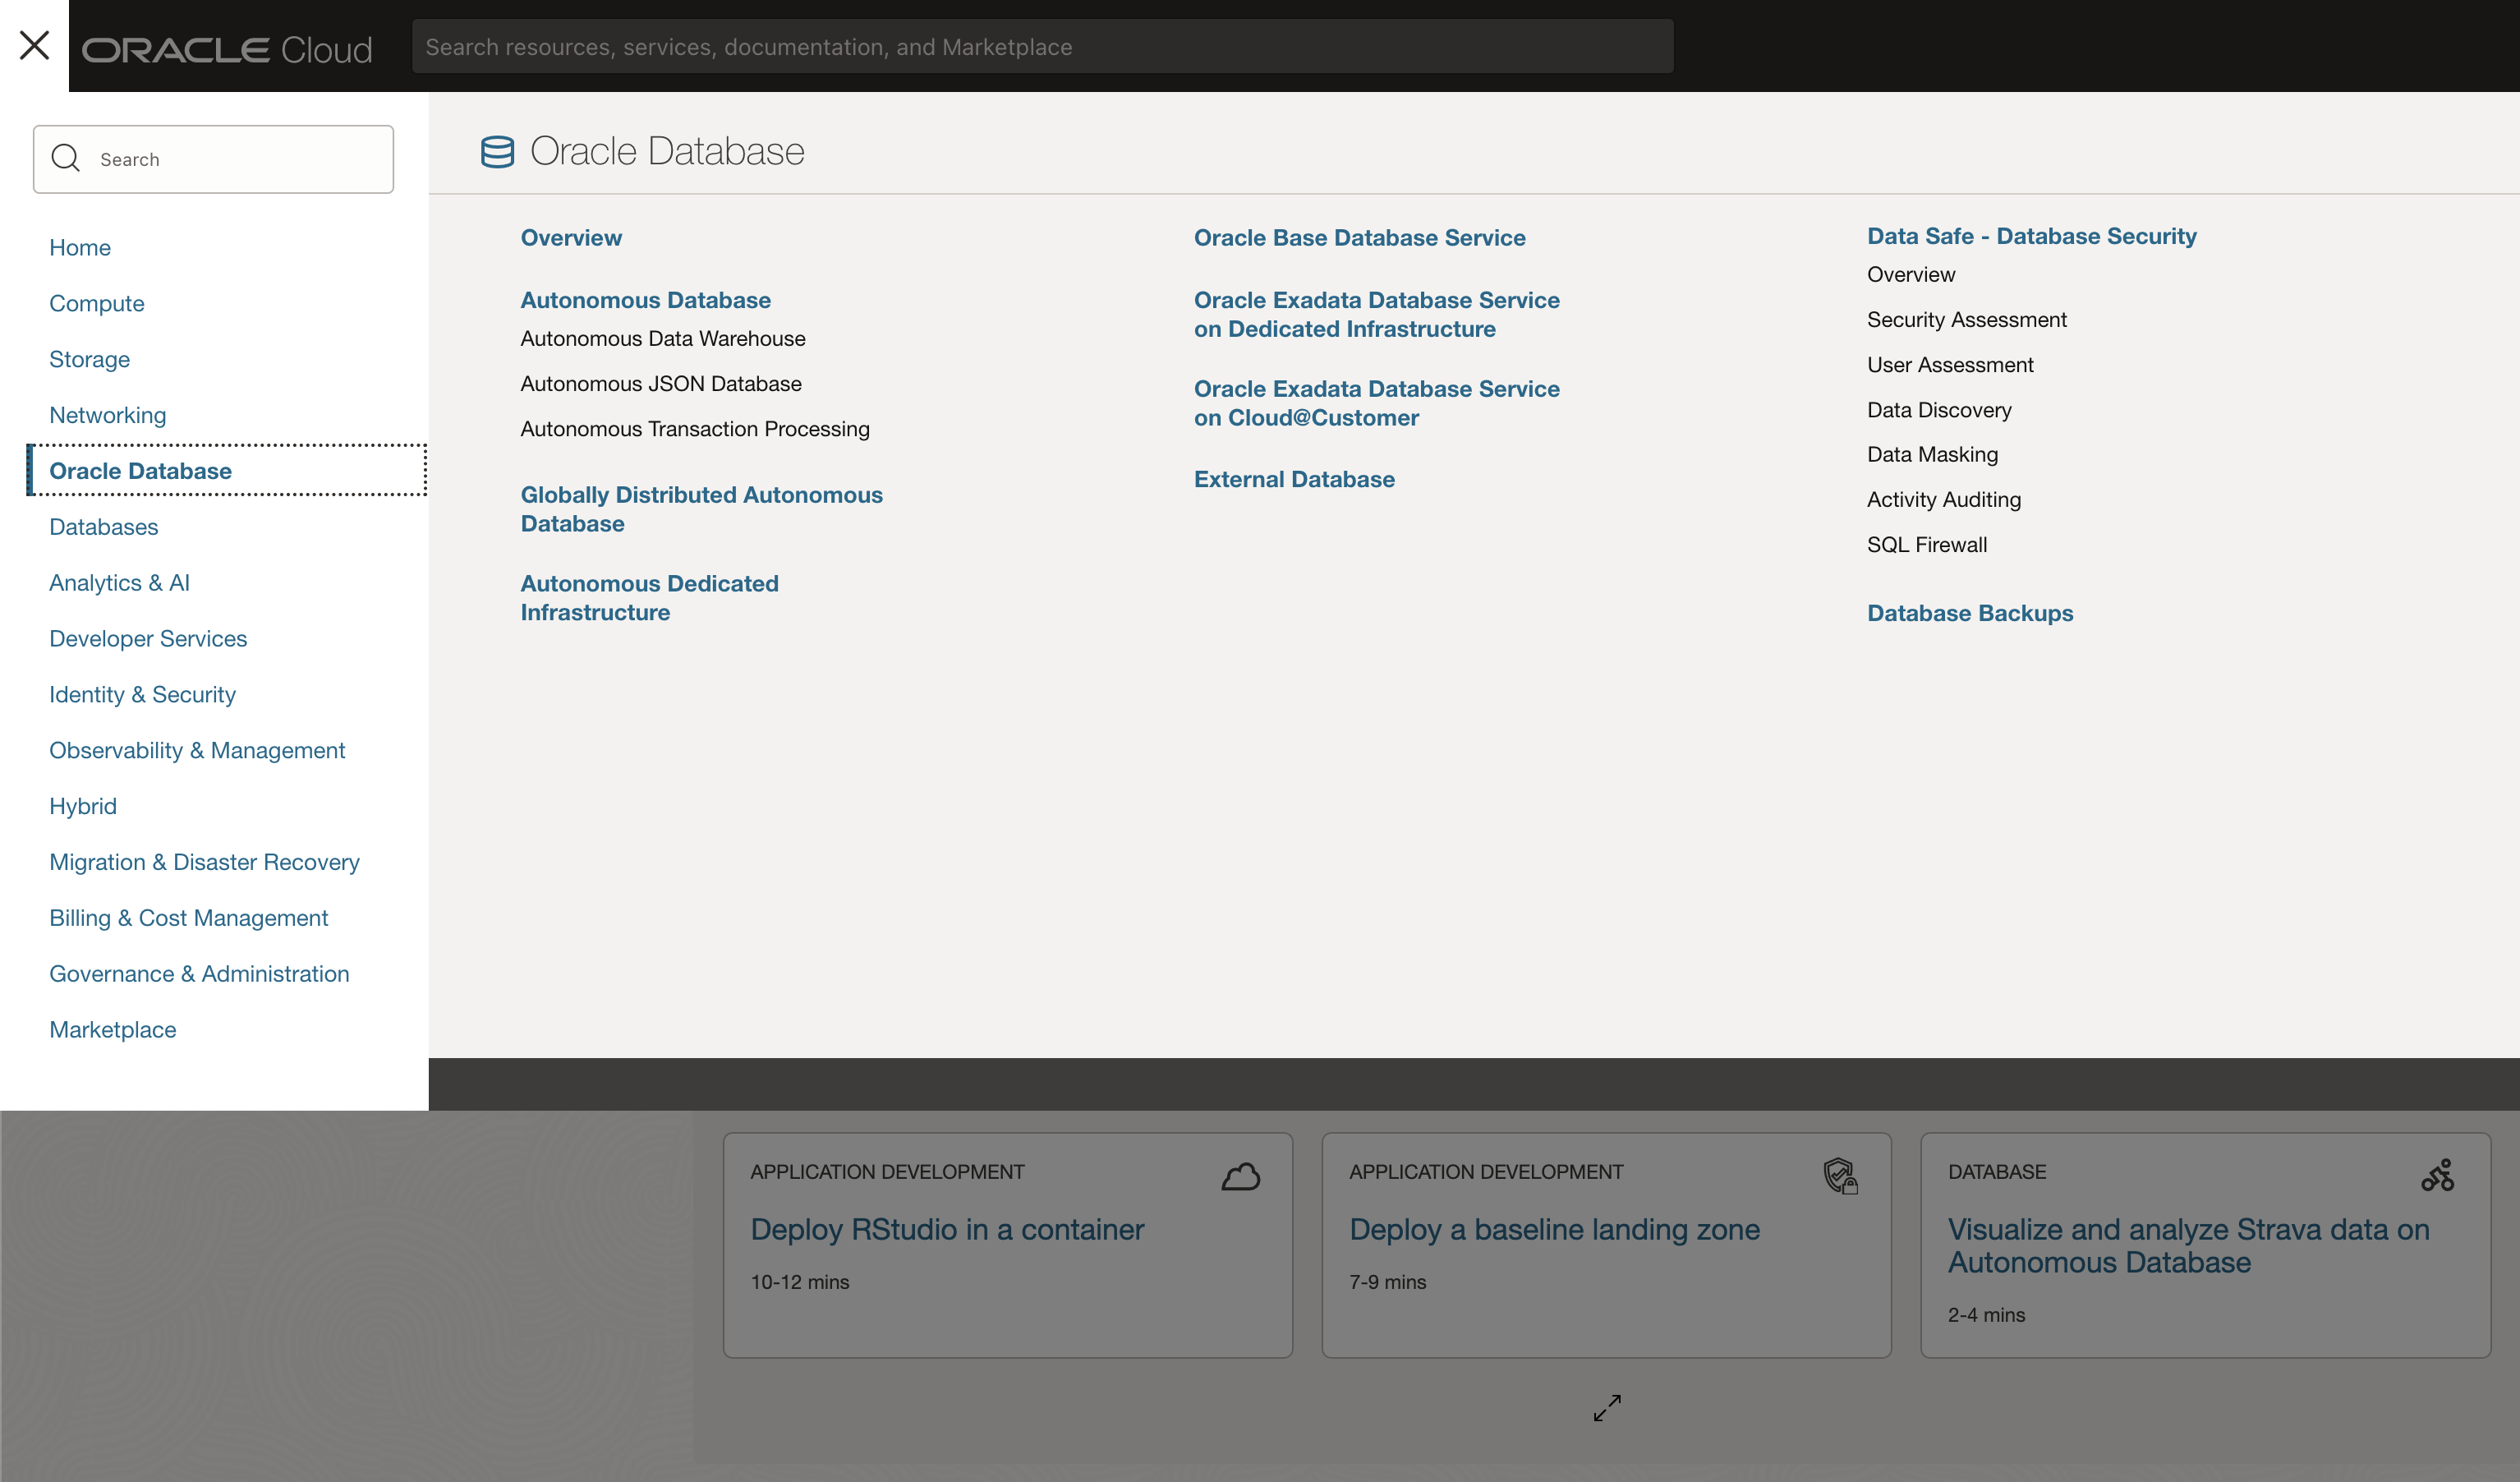 ORACLE Cloud
Search resources, services, documentation, and Marketplace
Search
Home
Compute
Storage
Networking
Oracle Database
Databases
Analytics & AI
Developer Services
Identity & Security
Observability & Management
Hybrid
Migration & Disaster Recovery
Billing & Cost Management
Governance & Administration
Marketplace
Oracle Database
Overview
Autonomous Database
Autonomous Data Warehouse
Autonomous JSON Database
Autonomous Transaction Processing
Globally Distributed Autonomous
Database
Autonomous Dedicated
Infrastructure
Oracle Base Database Service
Oracle Exadata Database Service
on Dedicated Infrastructure
Oracle Exadata Database Service
on Cloud@Customer
External Database
Data Safe - Database Security
Overview
Security Assessment
User Assessment
Data Discovery
Data Masking
Activity Auditing
SQL Firewall
Database Backups
APPLICATION DEVELOPMENT
Deploy RStudio in a container
10-12 mins
APPLICATION DEVELOPMENT
Deploy a baseline landing zone
7-9 mins
DATABASE
Visualize and analyze Strava data on
Autonomous Database
2-4 mins